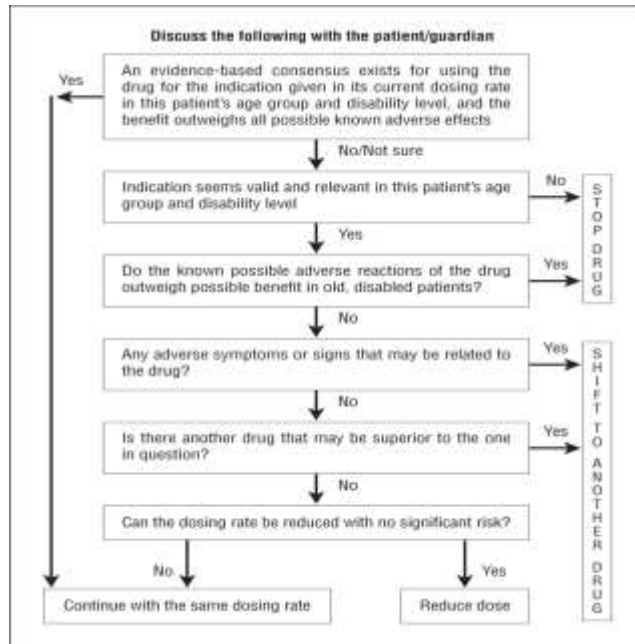 Discuss the following with the patient/guardian
Yes
An evidence-based consensus exists for using the
drug for the indication given in its current dosing rate
in this patient's age group and disability level, and the
benefit outweighs all possible known adverse effects
No/Not sure
Indication seems valid and relevant in this patient's age
group and disability level
No
Yes
Do the known possible adverse reactions of the drug
outweigh possible benefit in old, disabled patients?
Yes
STOP DRUG
No
Any adverse symptoms or signs that may be related to
the drug?
Yes
No
Is there another drug that may be superior to the one
in question?
Yes
SHIFT TO ANOTHER DRUG
No
Can the dosing rate be reduced with no significant risk?
No
Yes
Continue with the same dosing rate
Reduce dose